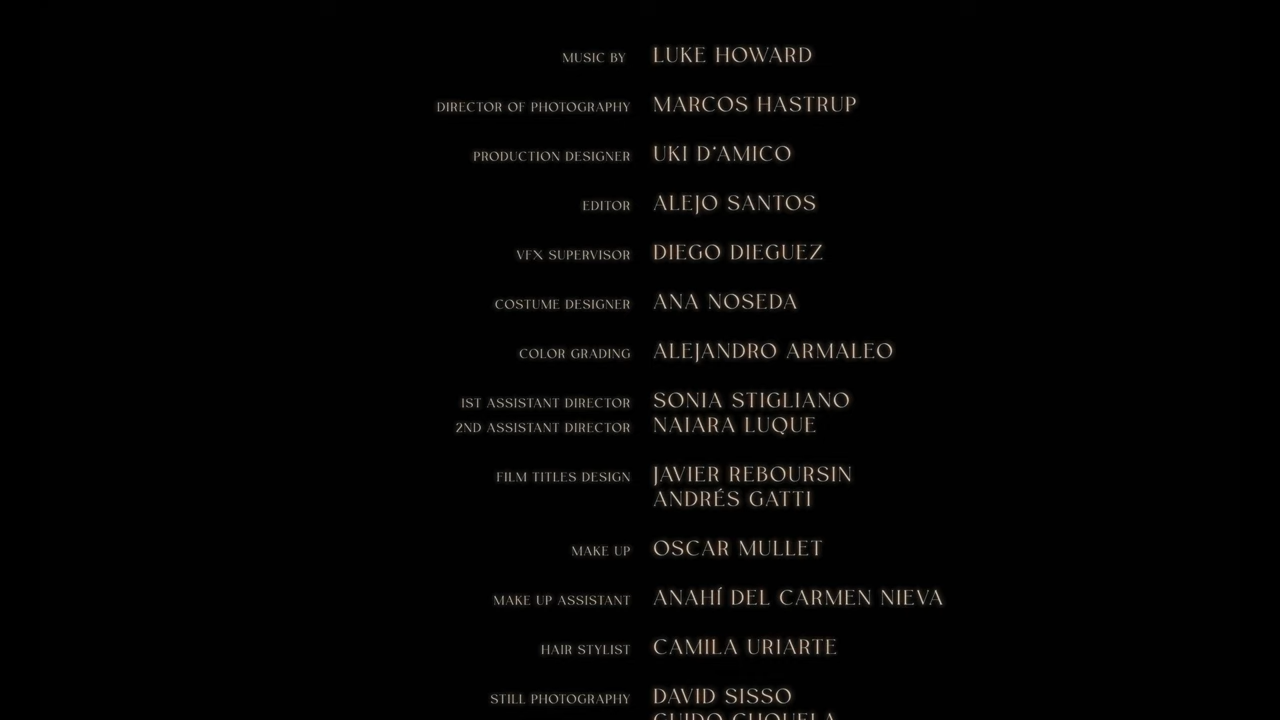 MUSIC BY LUKE HOWARD
DIRECTOR OF PHOTOGRAPHY MARCOS HASTRUP
PRODUCTION DESIGNER UKI D'AMICO
EDITOR ALEJO SANTOS
VFX SUPERVISOR DIEGO DIEGUEZ
COSTUME DESIGNER ANA NOSEDA
COLOR GRADING ALEJANDRO ARMALEO
1ST ASSISTANT DIRECTOR SONIA STIGLIANO
2ND ASSISTANT DIRECTOR NAIARA LUQUE
FILM TITLES DESIGN JAVIER REBOURSIN
ANDRÉS GATTI
MAKE UP OSCAR MULLET
MAKE UP ASSISTANT ANAHÍ DEL CARMEN NIEVA
HAIR STYLIST CAMILA URIARTE
STILL PHOTOGRAPHY DAVID SISSO